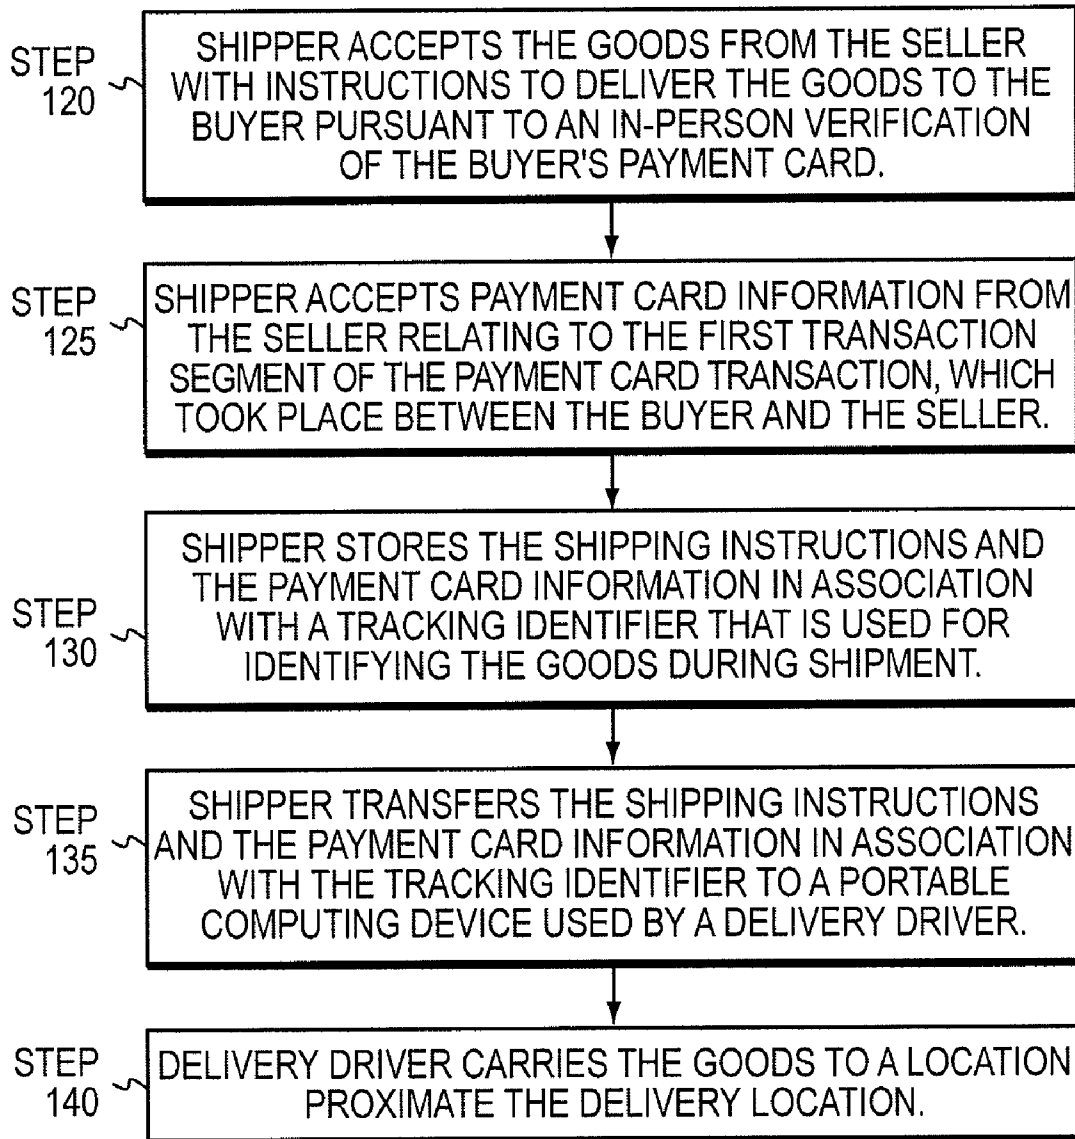 STEP 120
SHIPPER ACCEPTS THE GOODS FROM THE SELLER
WITH INSTRUCTIONS TO DELIVER THE GOODS TO THE
BUYER PURSUANT TO AN IN-PERSON VERIFICATION
OF THE BUYER'S PAYMENT CARD.
STEP 125
SHIPPER ACCEPTS PAYMENT CARD INFORMATION FROM
THE SELLER RELATING TO THE FIRST TRANSACTION
SEGMENT OF THE PAYMENT CARD TRANSACTION, WHICH
TOOK PLACE BETWEEN THE BUYER AND THE SELLER.
STEP 130
SHIPPER STORES THE SHIPPING INSTRUCTIONS AND
THE PAYMENT CARD INFORMATION IN ASSOCIATION
WITH A TRACKING IDENTIFIER THAT IS USED FOR
IDENTIFYING THE GOODS DURING SHIPMENT.
STEP 135
SHIPPER TRANSFERS THE SHIPPING INSTRUCTIONS
AND THE PAYMENT CARD INFORMATION IN ASSOCIATION
WITH THE TRACKING IDENTIFIER TO A PORTABLE
COMPUTING DEVICE USED BY A DELIVERY DRIVER.
STEP 140
DELIVERY DRIVER CARRIES THE GOODS TO A LOCATION
PROXIMATE THE DELIVERY LOCATION.